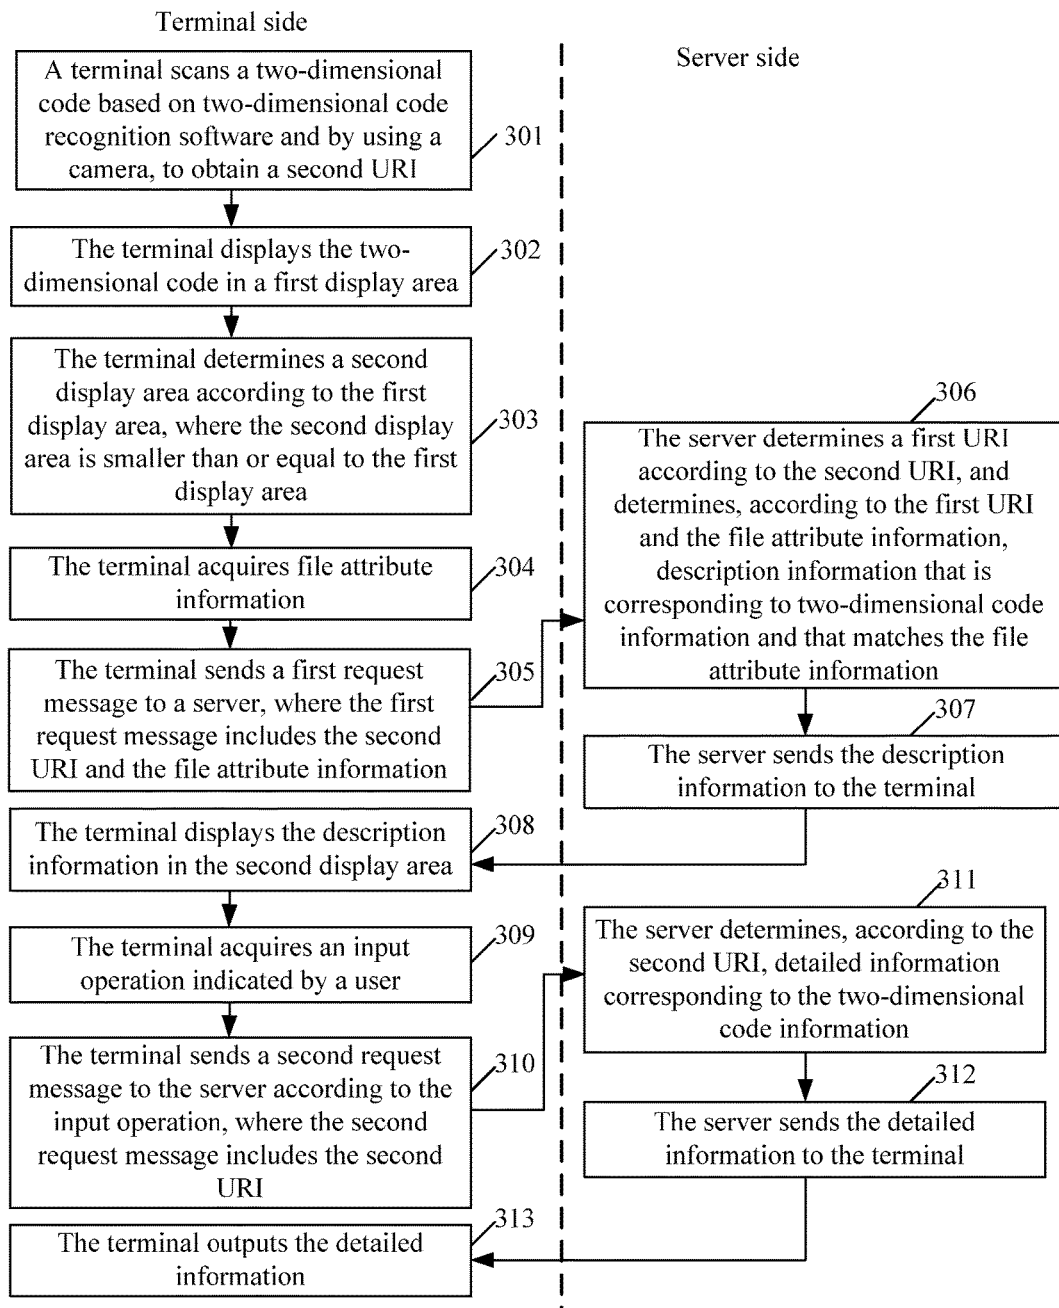 Terminal side
Server side
A terminal scans a two-dimensional
code based on two-dimensional code
recognition software and by using a
camera, to obtain a second URI
301
The terminal displays the two-
dimensional code in a first display area
302
The terminal determines a second
display area according to the first
display area, where the second display
area is smaller than or equal to the first
display area
303
The terminal acquires file attribute
information
304
The terminal sends a first request
message to a server, where the first
request message includes the second
URI and the file attribute information
305
306
The server determines a first URI
according to the second URI, and
determines, according to the first URI
and the file attribute information,
description information that is
corresponding to two-dimensional code
information and that matches the file
attribute information
307
The server sends the description
information to the terminal
The terminal displays the description
information in the second display area
308
The terminal acquires an input
operation indicated by a user
309
The terminal sends a second request
message to the server according to the
input operation, where the second
request message includes the second
URI
310
311
The server determines, according to the
second URI, detailed information
corresponding to the two-dimensional
code information
312
The server sends the detailed
information to the terminal
The terminal outputs the detailed
information
313